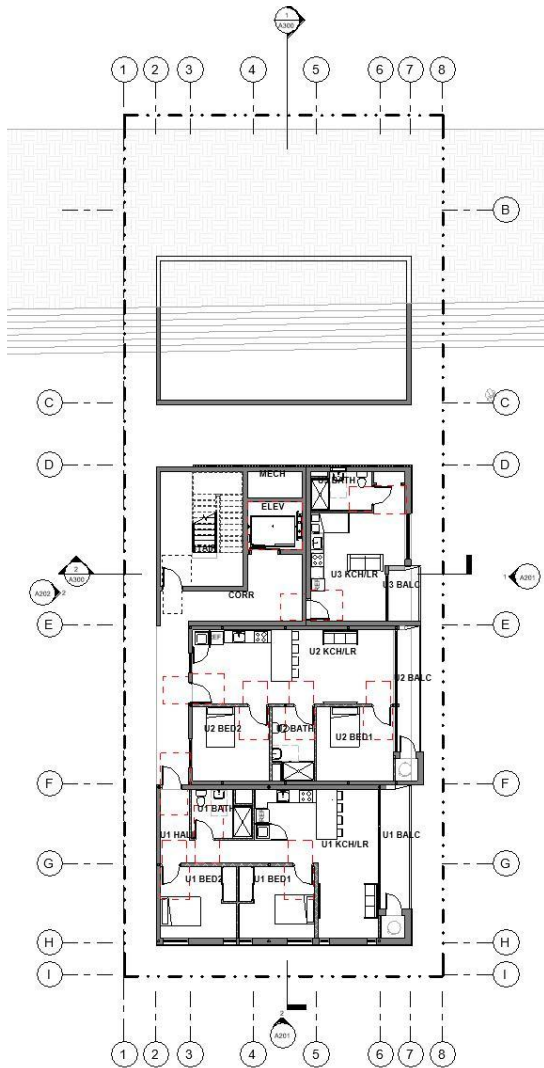 1
A300
1 2 3 4 5 6 7 8
B
C C
D D
MECH
U3 BATH
ELEV
STAIR
U3 KCH/LR
U3 BALC
2
A300
A202 2
1 A201
CORR
E E
REF
U2 KCH/LR
U2 BALC
U2 BED2
U2 BATH
U2 BED1
F F
U1 BATH
U1 HALL
U1 KCH/LR
U1 BALC
G G
U1 BED2
U1 BED1
H H
I I
2
A201
1 2 3 4 5 6 7 8